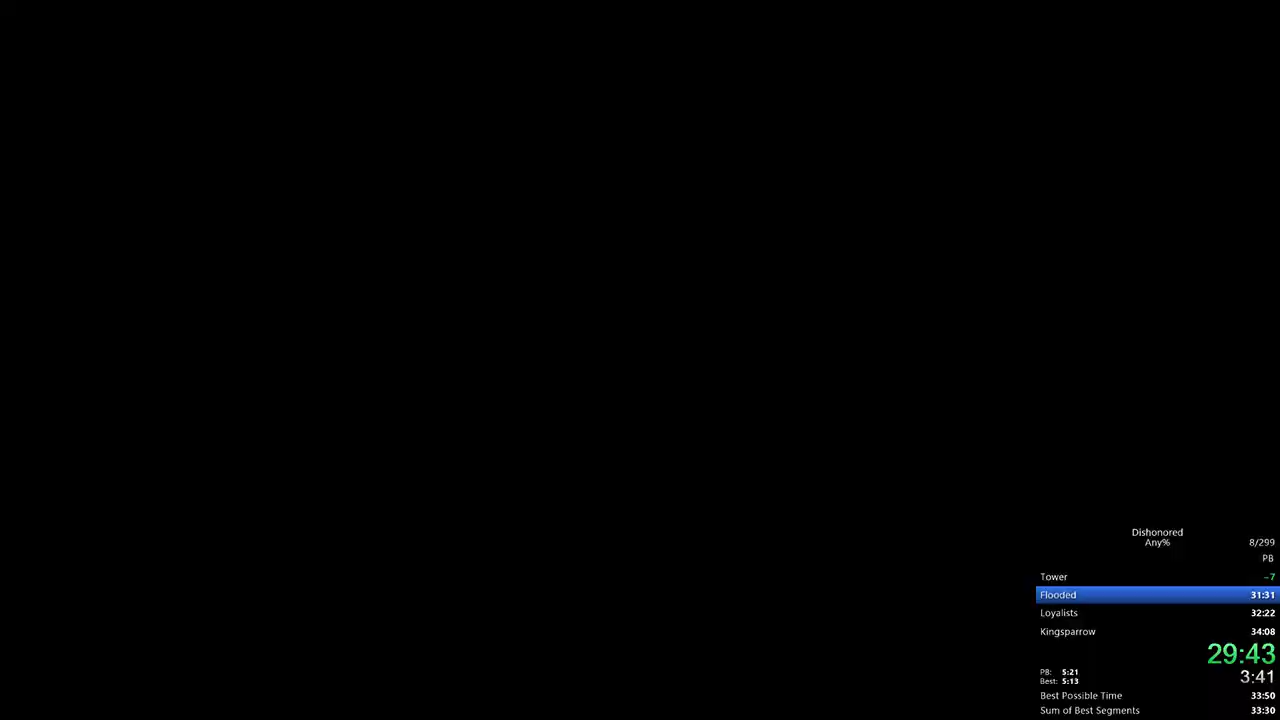 Dishonored
Any% 8/299
PB
Tower -7
Flooded 31:31
Loyalists 32:22
Kingsparrow 34:08
29:43
PB: 5:21
3:41
Best: 5:13
Best Possible Time 33:50
Sum of Best Segments 33:30